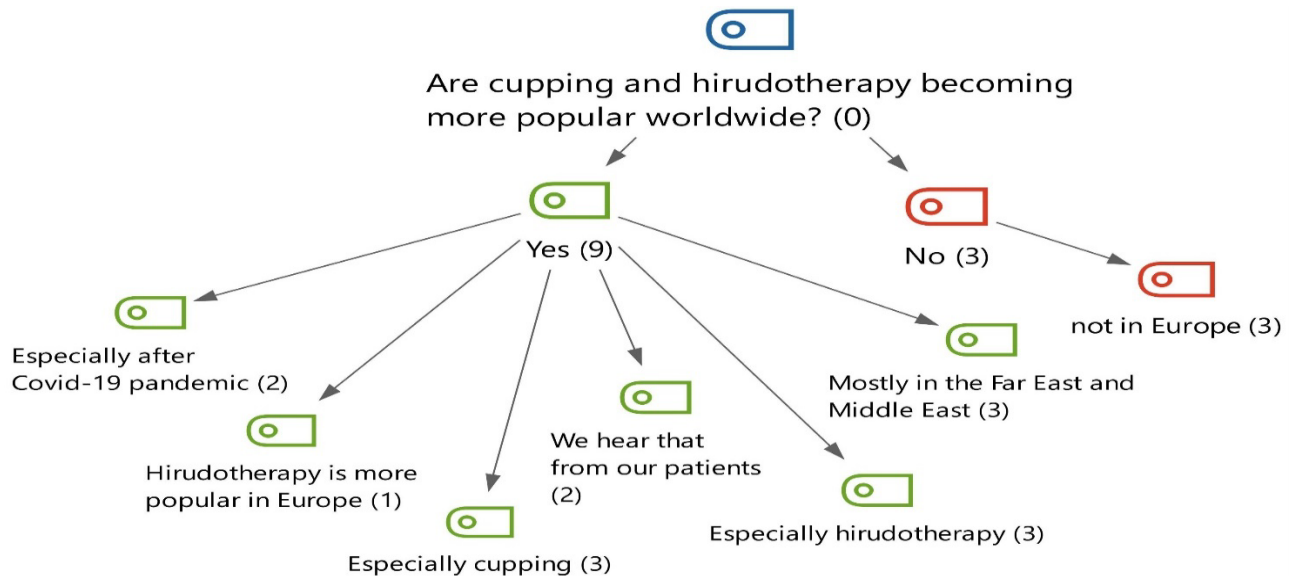 Are cupping and hirudotherapy becoming
more popular worldwide? (0)
Yes (9)
No (3)
not in Europe (3)
Especially after
Covid-19 pandemic (2)
Mostly in the Far East and
Middle East (3)
Hirudotherapy is more
popular in Europe (1)
We hear that
from our patients
(2)
Especially cupping (3)
Especially hirudotherapy (3)